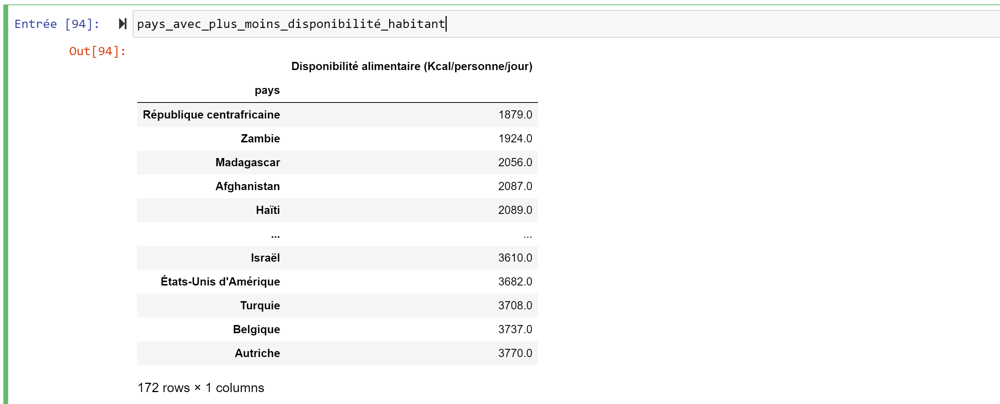 Entrée [94]: pays_avec_plus_moins_disponibilité_habitant
Out[94]:
Disponibilité alimentaire (Kcal/personne/jour)
pays
République centrafricaine 1879.0
Zambie 1924.0
Madagascar 2056.0
Afghanistan 2087.0
Haïti 2089.0
... ...
Israël 3610.0
États-Unis d'Amérique 3682.0
Turquie 3708.0
Belgique 3737.0
Autriche 3770.0
172 rows × 1 columns